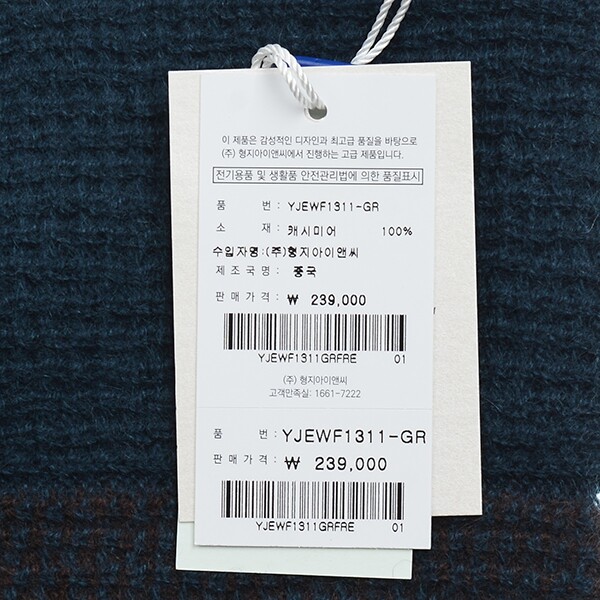 이 제품은 감성적인 디자인과 최고급 품질을 바탕으로
(주) 형지아이앤씨에서 진행하는 고급 제품입니다.
전기용품 및 생활품 안전관리법에 의한 품질표시
품 번 : YJEWF1311-GR
소 재 : 캐시미어 100%
수입자명:(주)형지아이앤씨
제 조 국 명 : 중국
판 매 가 격 : ₩ 239,000
YJEWF1311GRFRE 01
(주) 형지아이앤씨
고객만족실: 1661-7222
품 번 : YJEWF1311-GR
판 매 가 격 : ₩ 239,000
YJEWF1311GRFRE 01